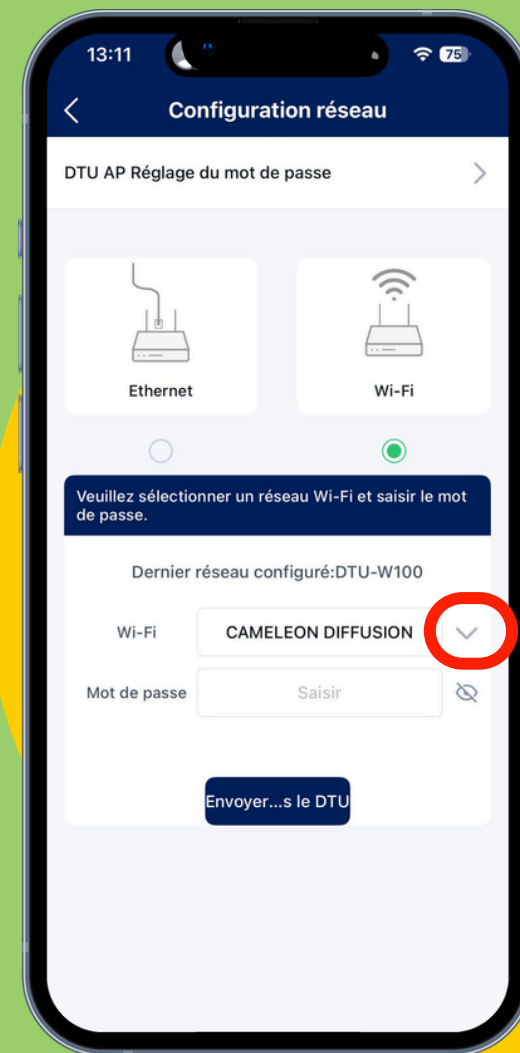 13:11
75
Configuration réseau
DTU AP Réglage du mot de passe
Ethernet
Wi-Fi
Veuillez sélectionner un réseau Wi-Fi et saisir le mot
de passe.
Dernier réseau configuré:DTU-W100
Wi-Fi
CAMELEON DIFFUSION
Mot de passe
Saisir
Envoyer...s le DTU